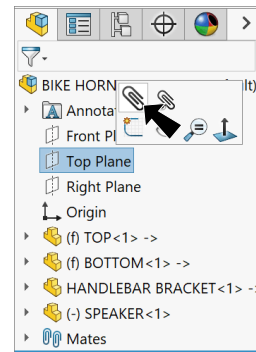 BIKE HORN
lt)
Annota
Front Pl
Top Plane
Right Plane
Origin
(f) TOP<1> ->
(f) BOTTOM<1> ->
HANDLEBAR BRACKET<1> -
(-) SPEAKER<1>
Mates